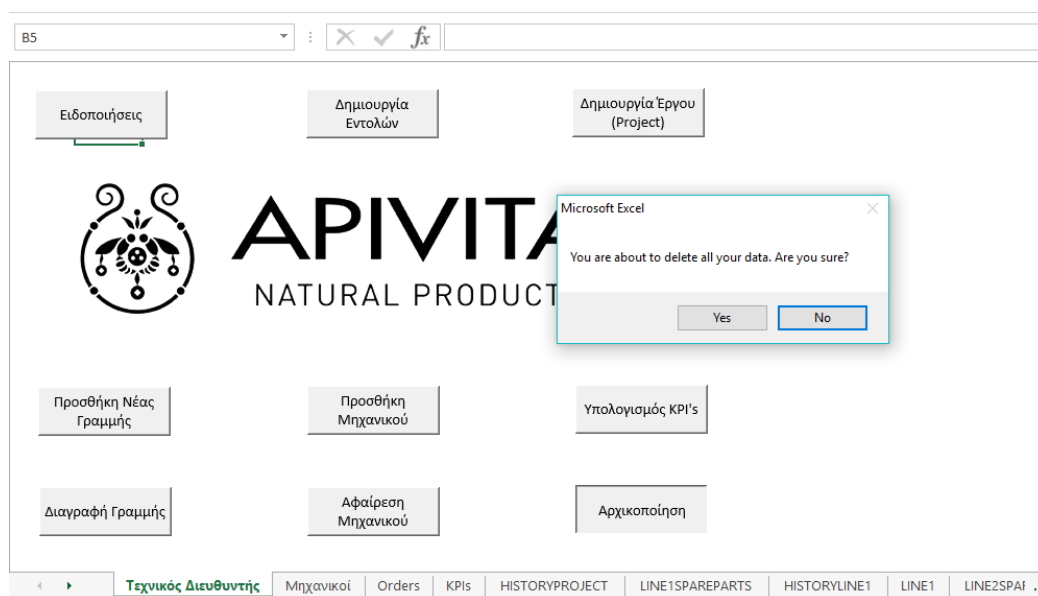 B5
fx
Ειδοποιήσεις
Δημιουργία
Εντολών
Δημιουργία Έργου
(Project)
APIVITA
NATURAL PRODUCT
Microsoft Excel
You are about to delete all your data. Are you sure?
Yes
No
Προσθήκη Νέας
Γραμμής
Προσθήκη
Μηχανικού
Υπολογισμός KPI's
Διαγραφή Γραμμής
Αφαίρεση
Μηχανικού
Αρχικοποίηση
Τεχνικός Διευθυντής
Μηχανικοί
Orders
KPIs
HISTORYPROJECT
LINE1SPAREPARTS
HISTORYLINE1
LINE1
LINE2SPAF